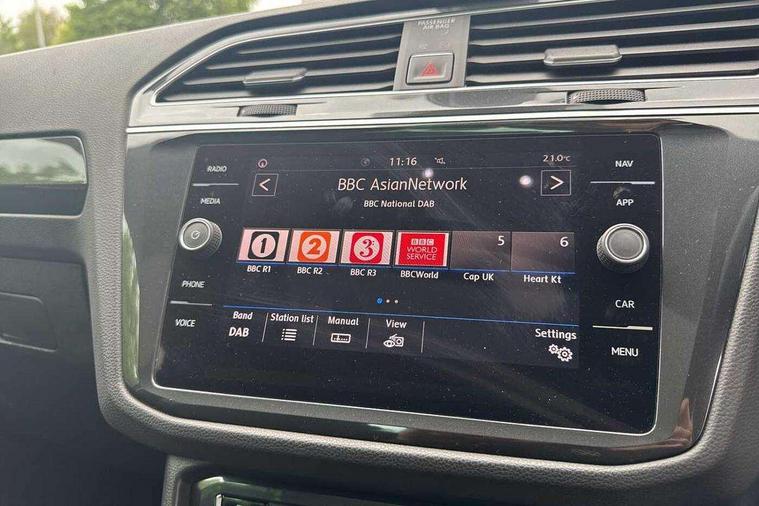 PASSENGER
AIR BAG
RADIO
MEDIA
PHONE
VOICE
11:16
21.0°C
BBC AsianNetwork
BBC National DAB
1
2
3
BBC
WORLD
SERVICE
5
6
BBC R1
BBC R2
BBC R3
BBCWorld
Cap UK
Heart Kt
Band
DAB
Station list
Manual
View
Settings
NAV
APP
CAR
MENU